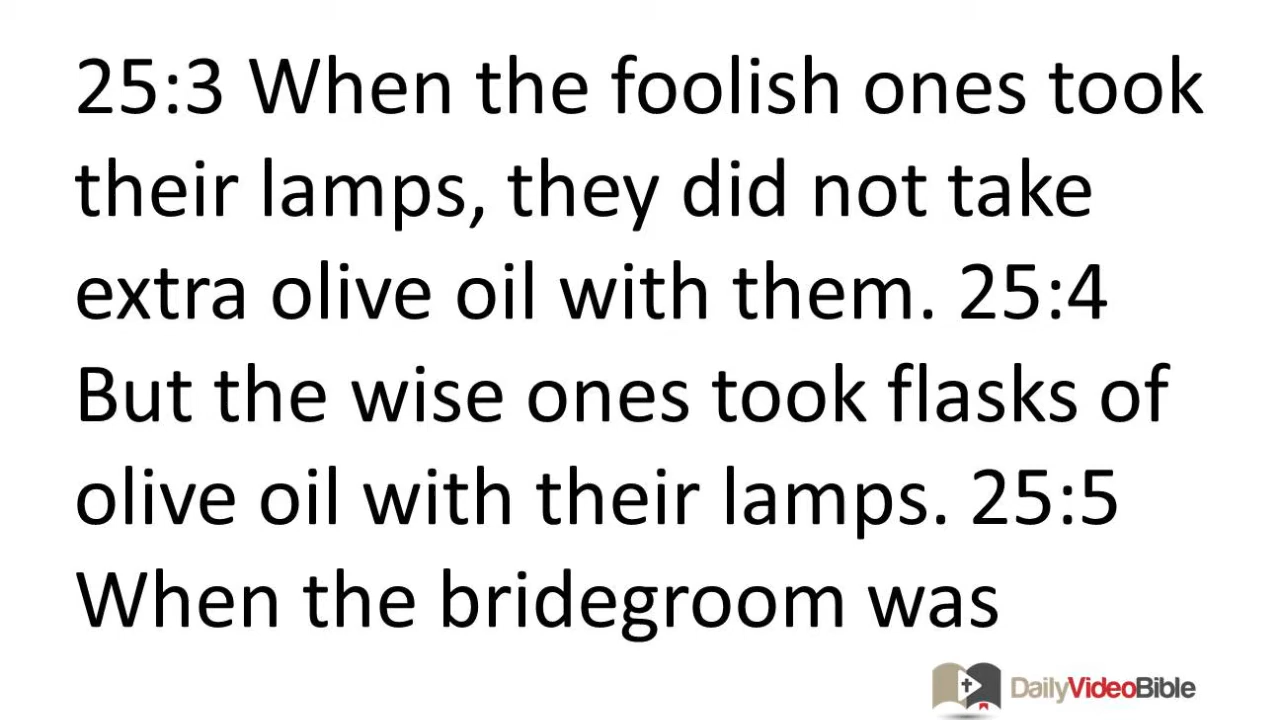 25:3 When the foolish ones took
their lamps, they did not take
extra olive oil with them. 25:4
But the wise ones took flasks of
olive oil with their lamps. 25:5
When the bridegroom was
DailyVideoBible